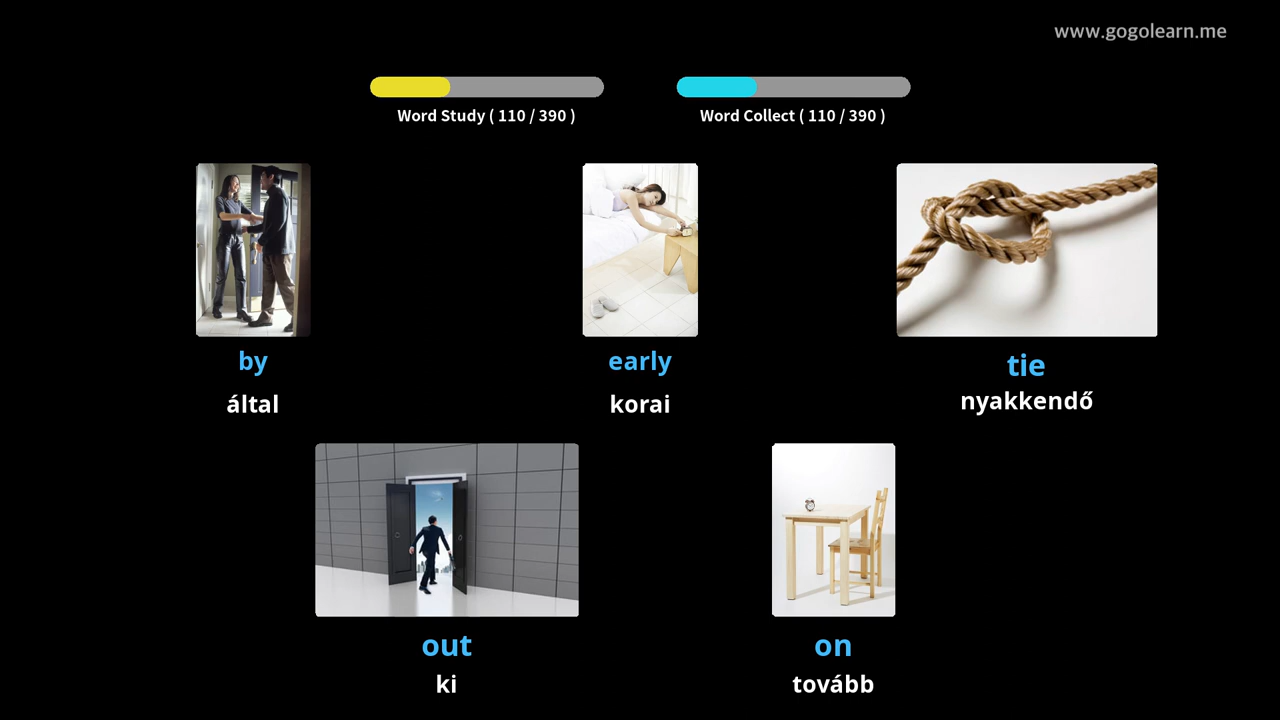 www.gogolearn.me
Word Study ( 110 / 390 )
Word Collect ( 110 / 390 )
by
early
tie
által
korai
nyakkendő
out
on
ki
tovább